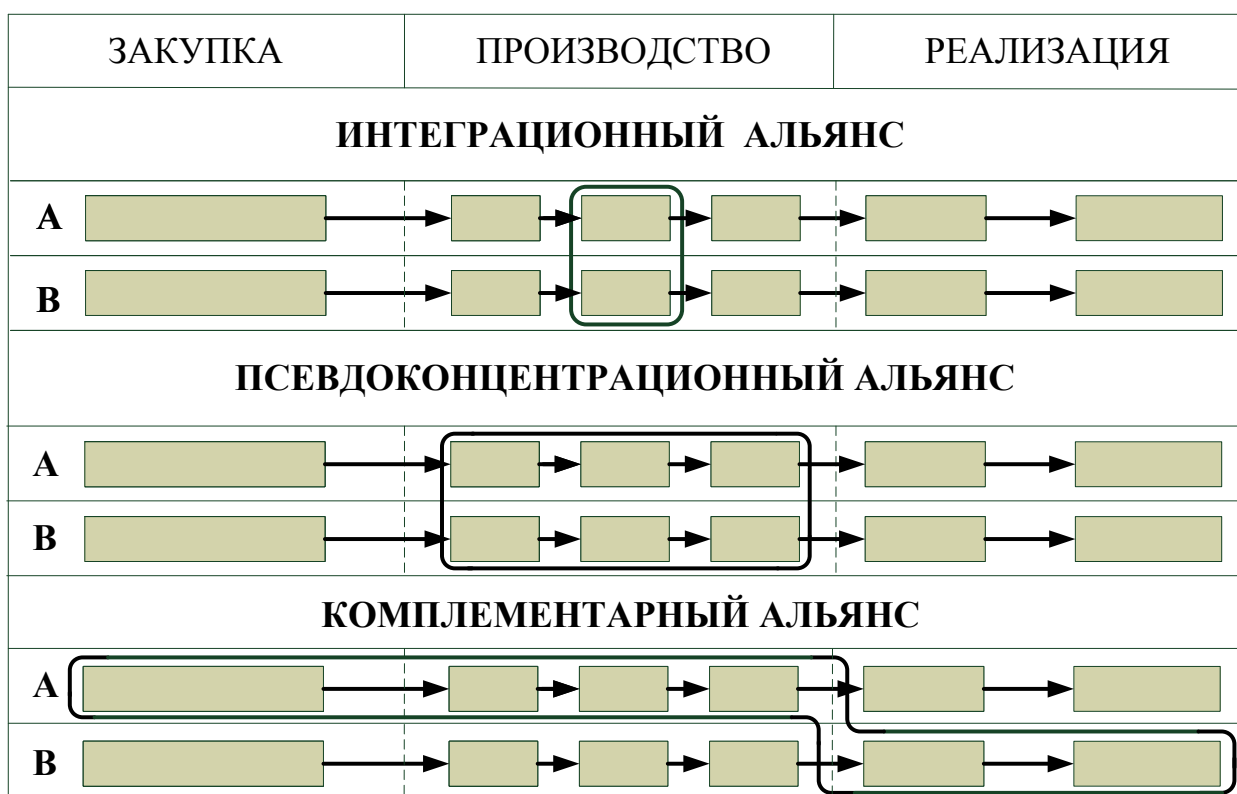 ЗАКУПКА ПРОИЗВОДСТВО РЕАЛИЗАЦИЯ
ИНТЕГРАЦИОННЫЙ АЛЬЯНС
А
В
ПСЕВДОКОНЦЕНТРАЦИОННЫЙ АЛЬЯНС
А
В
КОМПЛЕМЕНТАРНЫЙ АЛЬЯНС
А
В